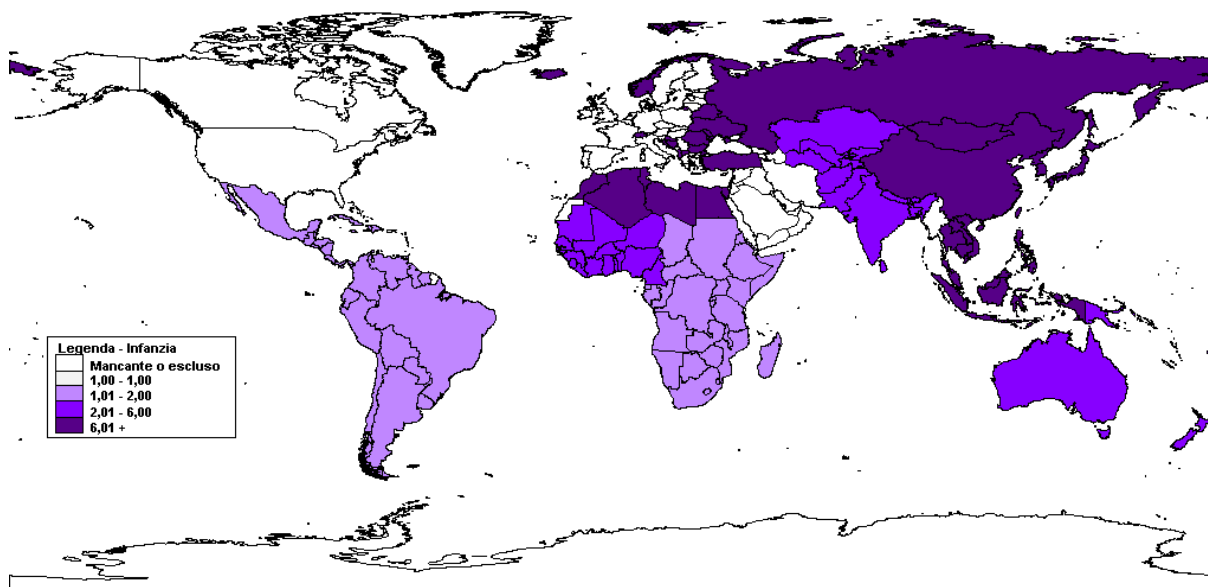 Legenda - Infanzia
Mancante o escluso
1,00 - 1,00
1,01 - 2,00
2,01 - 6,00
6,01 +